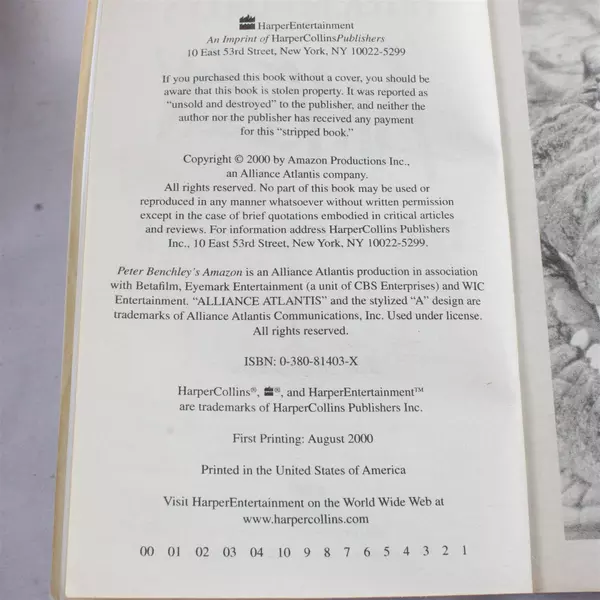 HarperEntertainment
An Imprint of HarperCollinsPublishers
10 East 53rd Street, New York, NY 10022-5299
If you purchased this book without a cover, you should be
aware that this book is stolen property. It was reported as
"unsold and destroyed" to the publisher, and neither the
author nor the publisher has received any payment
for this "stripped book."
Copyright © 2000 by Amazon Productions Inc.,
an Alliance Atlantis company.
All rights reserved. No part of this book may be used or
reproduced in any manner whatsoever without written permission
except in the case of brief quotations embodied in critical articles
and reviews. For information address HarperCollins Publishers
Inc., 10 East 53rd Street, New York, NY 10022-5299.
Peter Benchley's Amazon is an Alliance Atlantis production in association
with Betafilm, Eyemark Entertainment (a unit of CBS Enterprises) and WIC
Entertainment. "ALLIANCE ATLANTIS" and the stylized "A" design are
trademarks of Alliance Atlantis Communications, Inc. Used under license.
All rights reserved.
ISBN: 0-380-81403-X
HarperCollins®, ®, and HarperEntertainment™
are trademarks of HarperCollins Publishers Inc.
First Printing: August 2000
Printed in the United States of America
Visit HarperEntertainment on the World Wide Web at
www.harpercollins.com
00 01 02 03 04 10 9 8 7 6 5 4 3 2 1